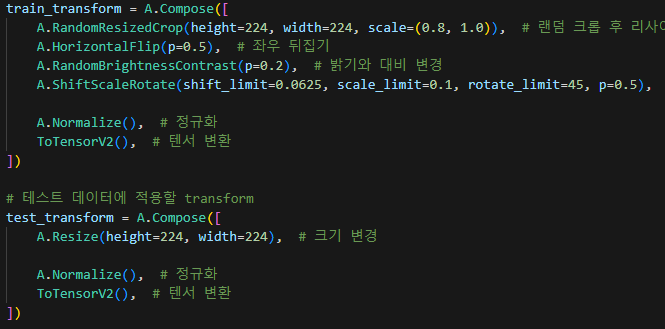 train_transform = A.Compose([
    A.RandomResizedCrop(height=224, width=224, scale=(0.8, 1.0)),  # 랜덤 크롭 후
    A.HorizontalFlip(p=0.5),  # 좌우 뒤집기
    A.RandomBrightnessContrast(p=0.2),  # 밝기와 대비 변경
    A.ShiftScaleRotate(shift_limit=0.0625, scale_limit=0.1, rotate_limit=45, p=0.5),
    A.Normalize(),  # 정규화
    ToTensorV2(),  # 텐서 변환
])
# 테스트 데이터에 적용할 transform
test_transform = A.Compose([
    A.Resize(height=224, width=224),  # 크기 변경
    A.Normalize(),  # 정규화
    ToTensorV2(),  # 텐서 변환
])